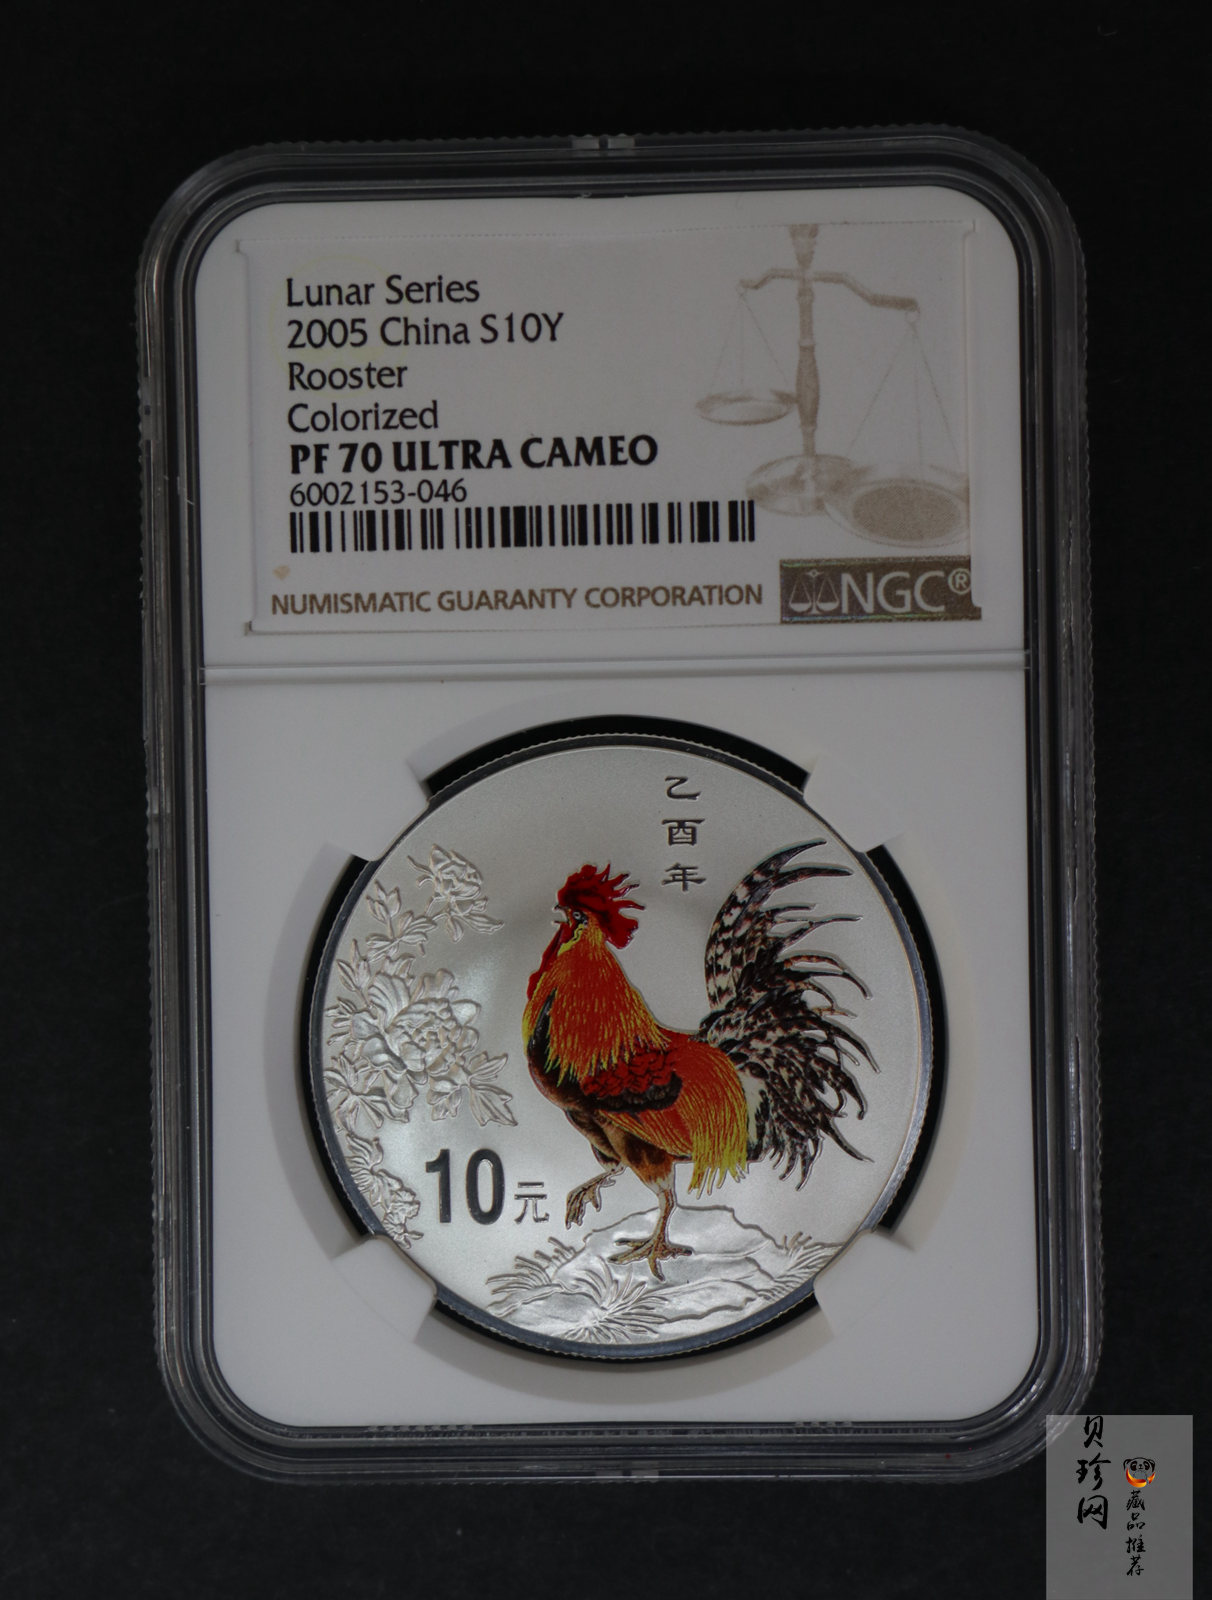 Lunar Series
2005 China S10Y
Rooster
Colorized
PF 70 ULTRA CAMEO
6002153-046
NUMISMATIC GUARANTY CORPORATION
NGC®
乙酉年
10元
贝珍网
藏品推荐